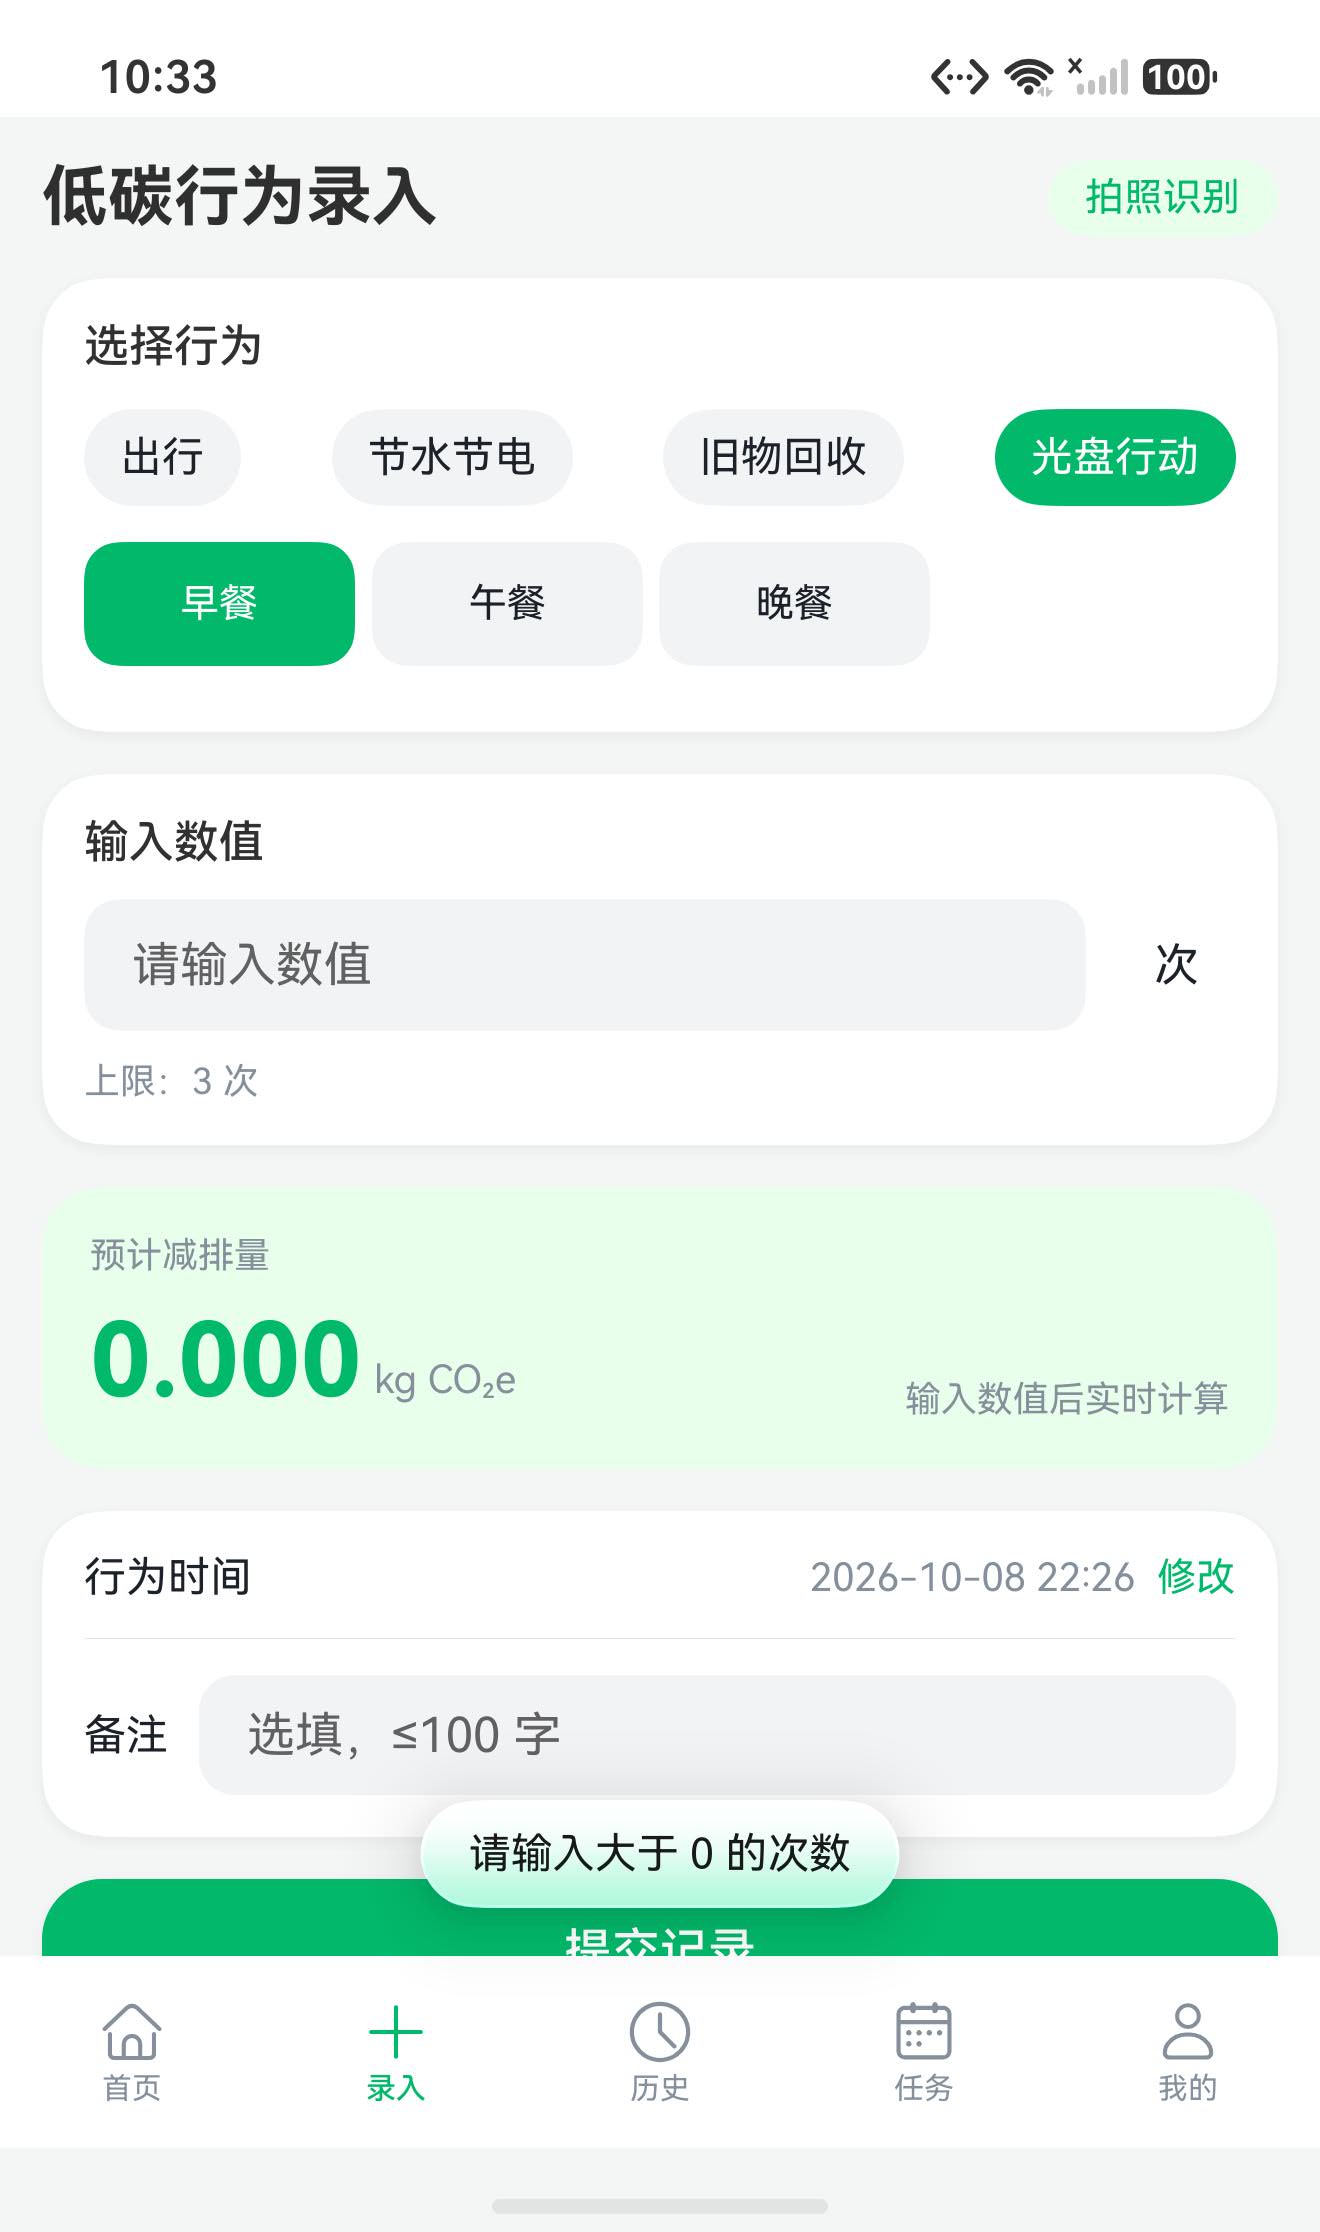 10:33
100
低碳行为录入
拍照识别
选择行为
出行 节水节电 旧物回收 光盘行动
早餐 午餐 晚餐
输入数值
请输入数值 次
上限：3 次
预计减排量
0.000 kg CO₂e
输入数值后实时计算
行为时间 2026-10-08 22:26 修改
备注 选填，≤100 字
请输入大于 0 的次数
提交记录
首页 录入 历史 任务 我的